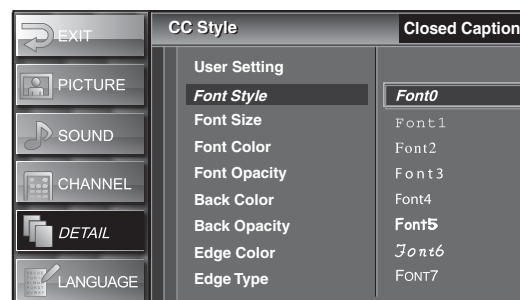 EXIT
PICTURE
SOUND
CHANNEL
DETAIL
LANGUAGE
CC Style
Closed Caption
User Setting
Font Style
Font Size
Font Color
Font Opacity
Back Color
Back Opacity
Edge Color
Edge Type
Font0
Font1
Font2
Font3
Font4
Font5
Font6
FONT7